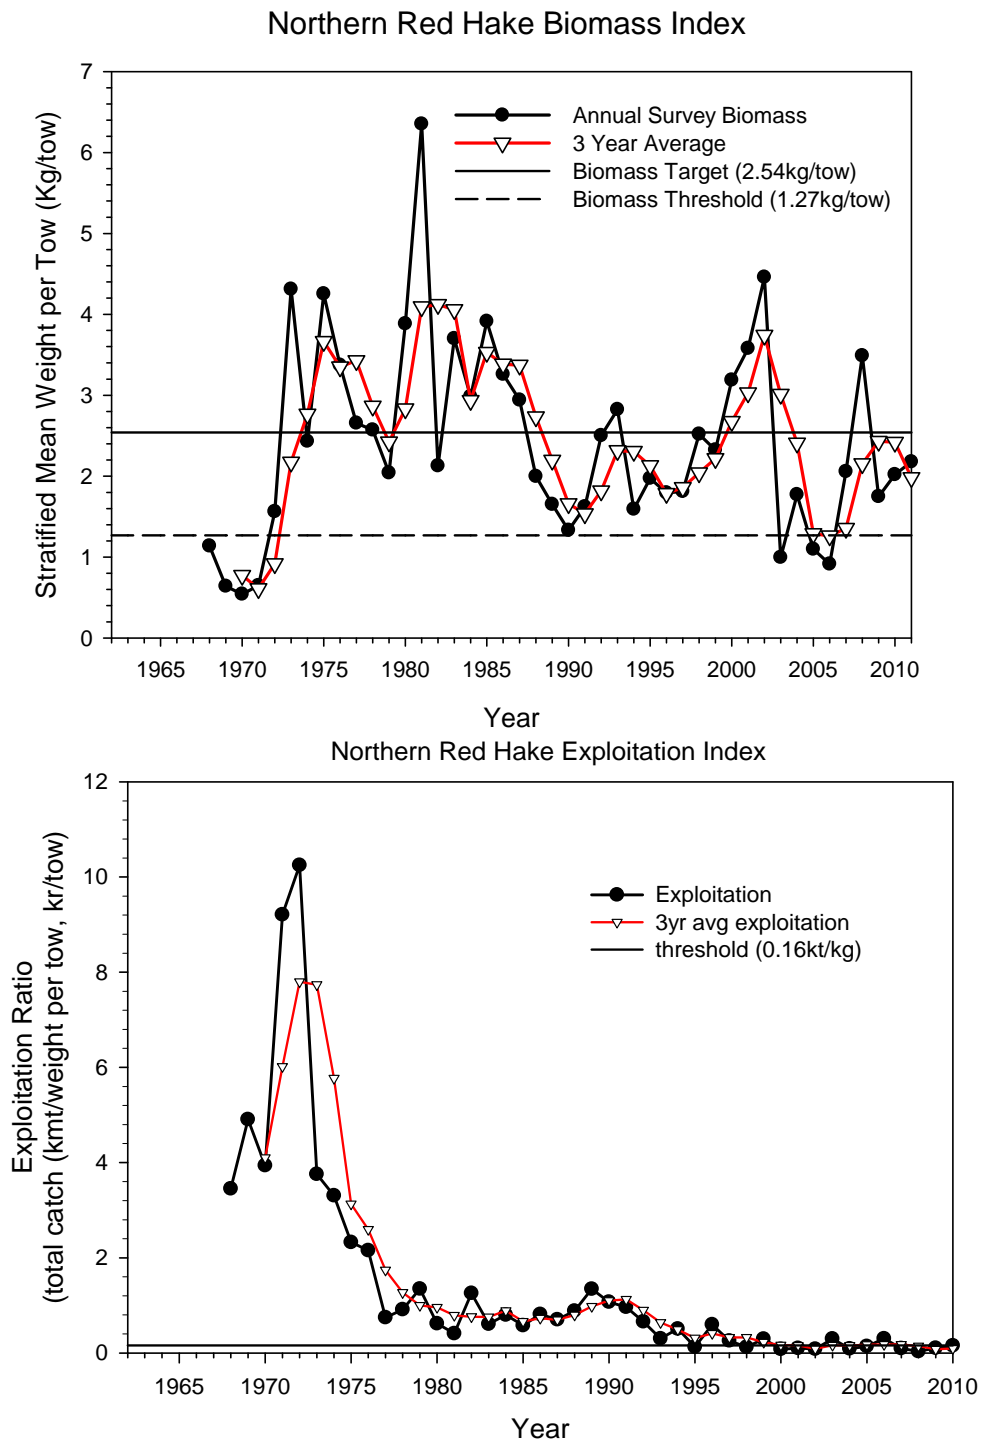 Northern Red Hake Biomass Index
Stratified Mean Weight per Tow (Kg/tow)
7
6
5
4
3
2
1
0
Annual Survey Biomass
3 Year Average
Biomass Target (2.54kg/tow)
Biomass Threshold (1.27kg/tow)
1965 1970 1975 1980 1985 1990 1995 2000 2005 2010
Year
Northern Red Hake Exploitation Index
Exploitation Ratio
(total catch (kmt/weight per tow, kr/tow)
12
10
8
6
4
2
0
Exploitation
3yr avg exploitation
threshold (0.16kt/kg)
1965 1970 1975 1980 1985 1990 1995 2000 2005 2010
Year